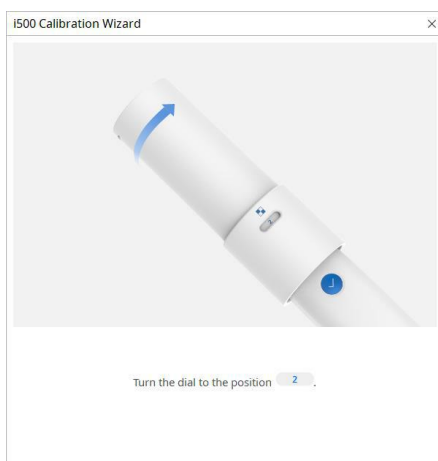 i500 Calibration Wizard
Turn the dial to the position 2.